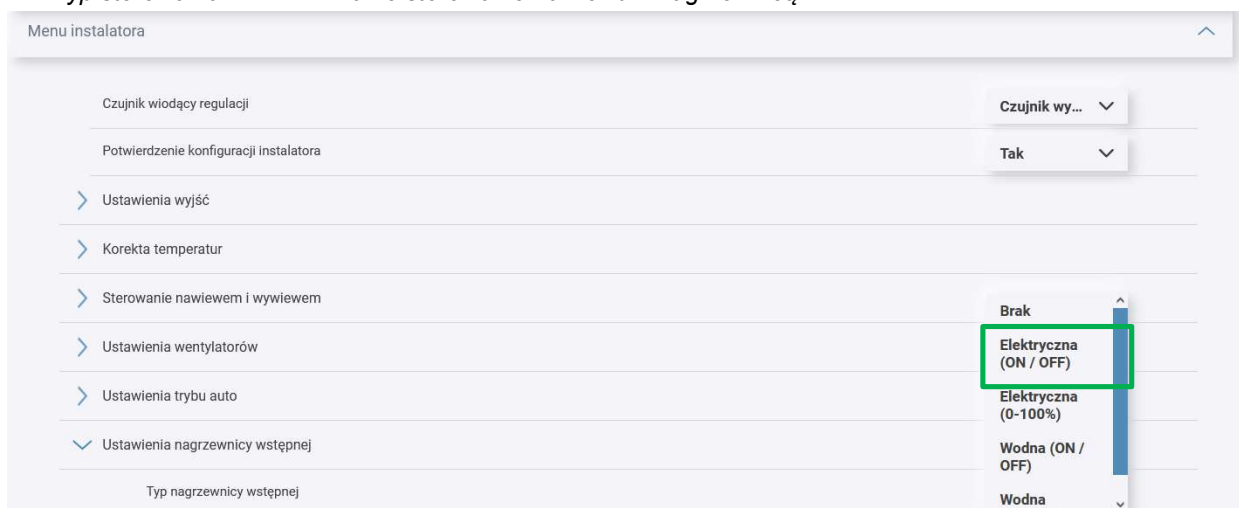 Menu instalatora
Czujnik wiodący regulacji
Czujnik wy...
Potwierdzenie konfiguracji instalatora
Tak
Ustawienia wyjść
Korekta temperatur
Sterowanie nawiewem i wywiewem
Brak
Ustawienia wentylatorów
Elektryczna
(ON / OFF)
Ustawienia trybu auto
Elektryczna
(0-100%)
Ustawienia nagrzewnicy wstępnej
Wodna (ON /
OFF)
Typ nagrzewnicy wstępnej
Wodna